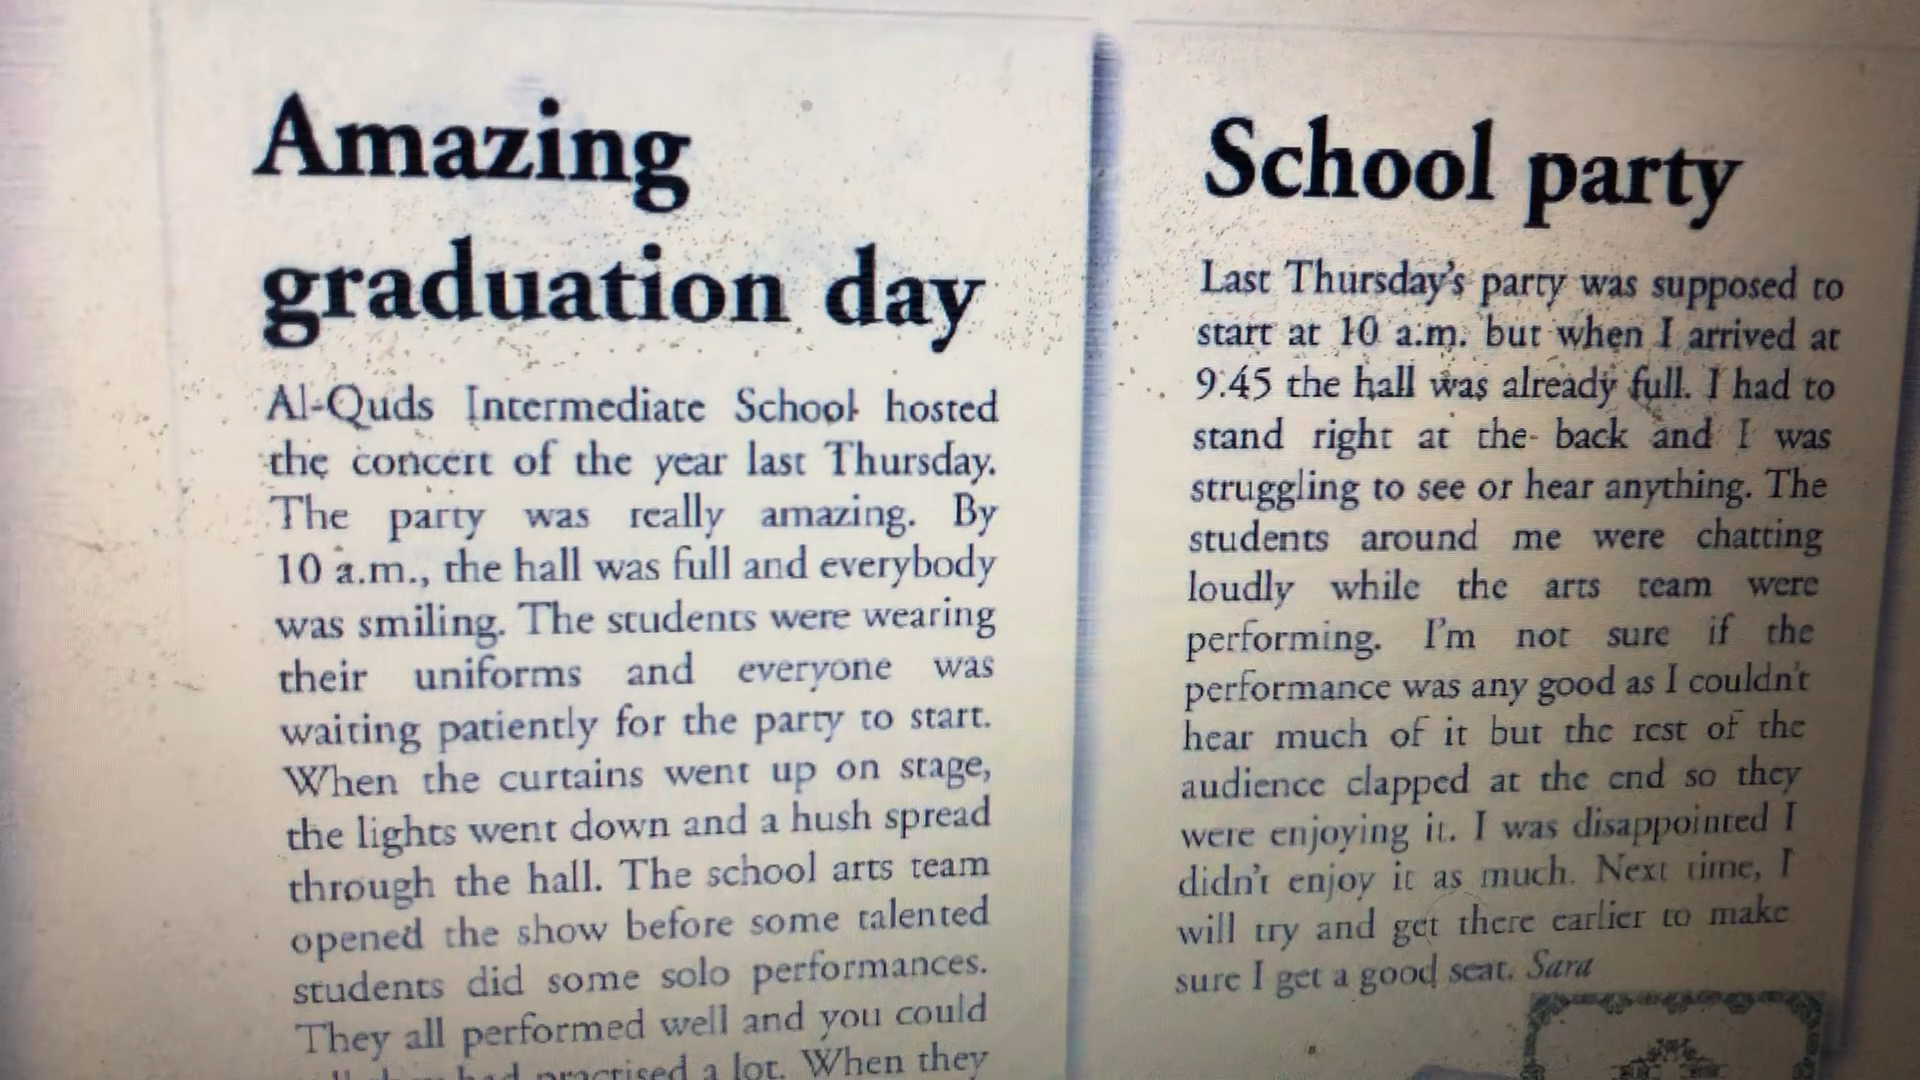 Amazing
graduation day
Al-Quds Intermediate School hosted
the concert of the year last Thursday.
The party was really amazing. By
10 a.m., the hall was full and everybody
was smiling. The students were wearing
their uniforms and everyone was
waiting patiently for the party to start.
When the curtains went up on stage,
the lights went down and a hush spread
through the hall. The school arts team
opened the show before some talented
students did some solo performances.
They all performed well and you could
had practised a lot. When they
School party
Last Thursday's party was supposed to
start at 10 a.m. but when I arrived at
9:45 the hall was already full. I had to
stand right at the back and I was
struggling to see or hear anything. The
students around me were chatting
loudly while the arts team were
performing. I'm not sure if the
performance was any good as I couldn't
hear much of it but the rest of the
audience clapped at the end so they
were enjoying it. I was disappointed I
didn't enjoy it as much. Next time, I
will try and get there earlier to make
sure I get a good seat. Sara